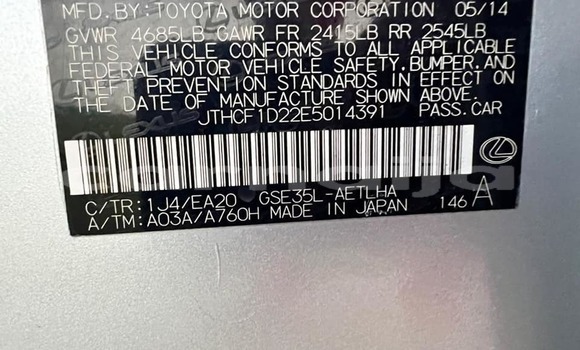 MFD.BY:TOYOTA MOTOR CORPORATION 05/14
GVWR 4685LB GAWR FR 2415LB RR 2545LB
THIS VEHICLE CONFORMS TO ALL APPLICABLE
FEDERAL MOTOR VEHICLE SAFETY,BUMPER,AND
THEFT PREVENTION STANDARDS IN EFFECT ON
THE DATE OF MANUFACTURE SHOWN ABOVE.
JTHCF1D22E5014391 PASS.CAR
C/TR:1J4/EA20 GSE35L-AETLHA
A/TM:A03A/A760H MADE IN JAPAN 146 A